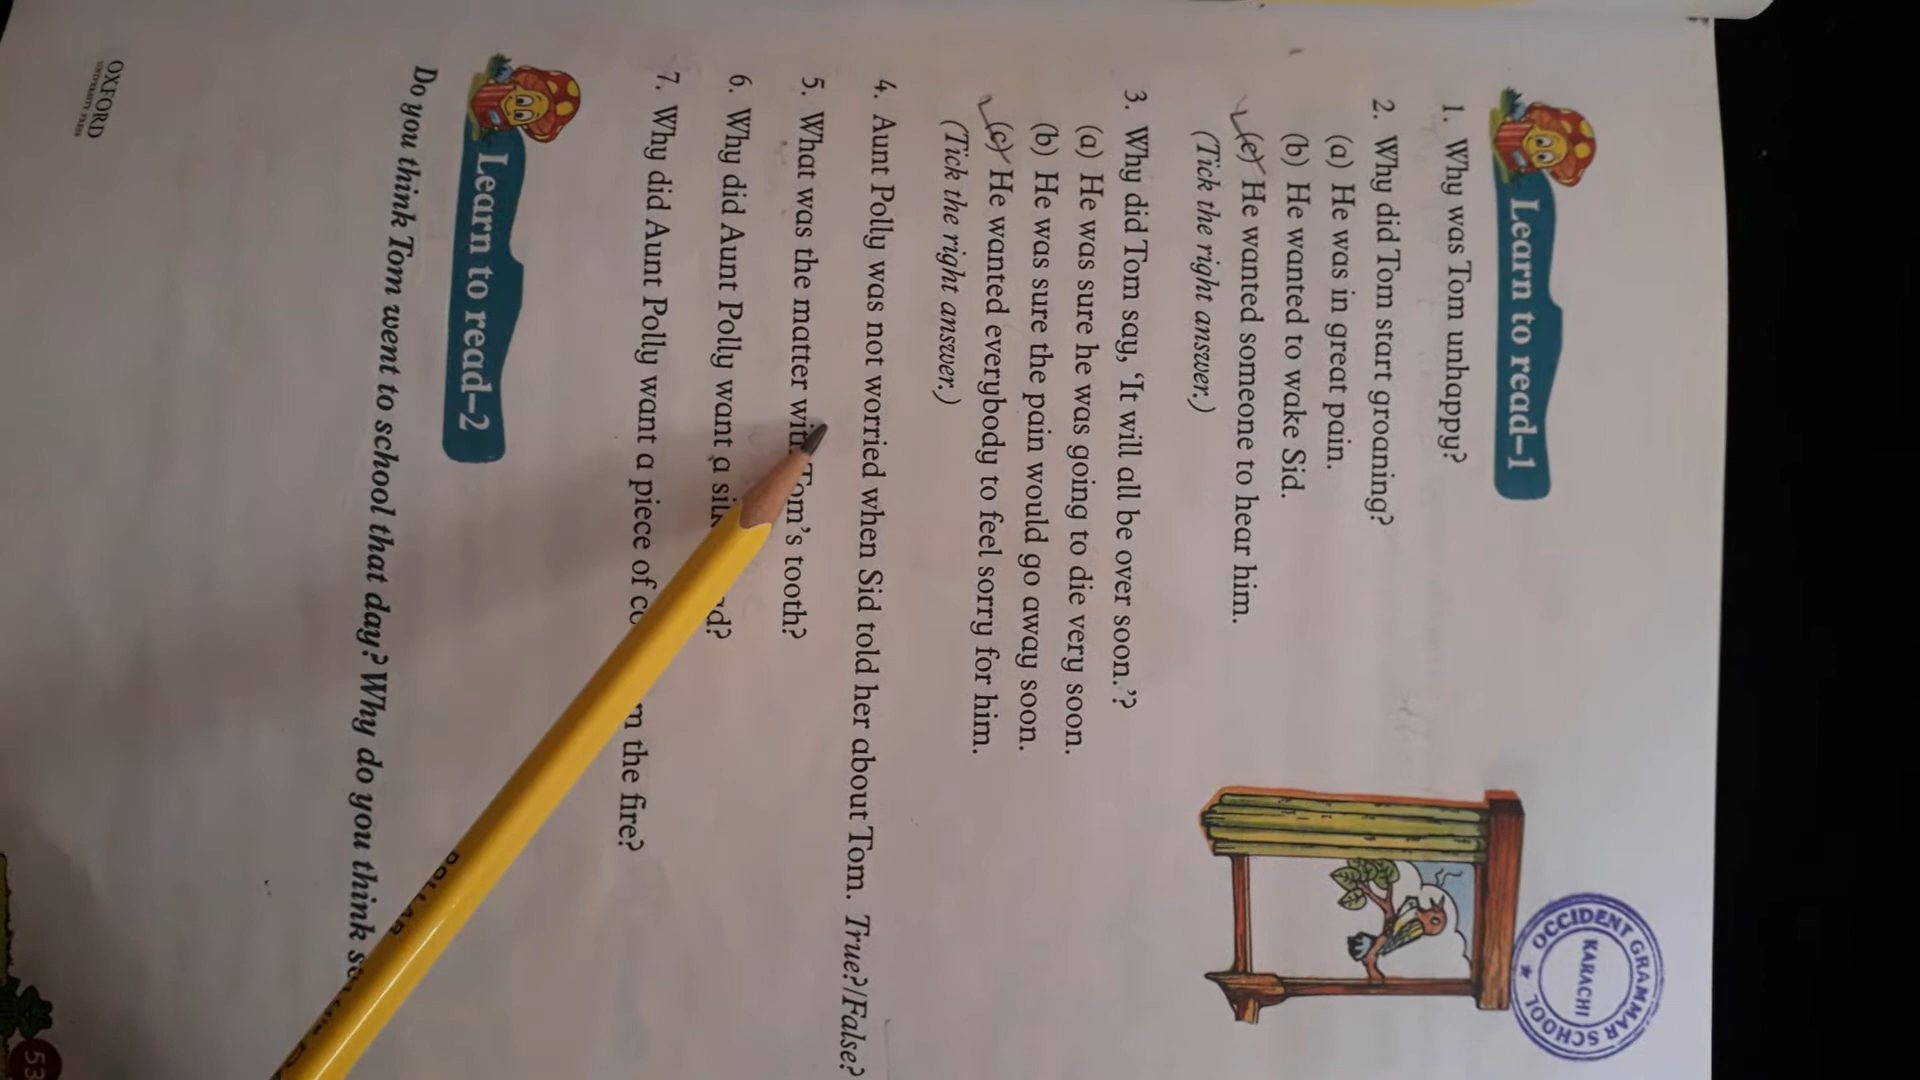 Learn to read–1
1. Why was Tom unhappy?
2. Why did Tom start groaning?
(a) He was in great pain.
(b) He wanted to wake Sid.
(c) He wanted someone to hear him.
(Tick the right answer.)
3. Why did Tom say, ‘It will all be over soon.’?
(a) He was sure he was going to die very soon.
(b) He was sure the pain would go away soon.
(c) He wanted everybody to feel sorry for him.
(Tick the right answer.)
4. Aunt Polly was not worried when Sid told her about Tom. True?/False?
5. What was the matter with Tom’s tooth?
6. Why did Aunt Polly want a
7. Why did Aunt Polly want a piece of the fire?
Learn to read–2
Do you think Tom went to school that day? Why do you think
OXFORD
UNIVERSITY PRESS
53
OCCIDENT GRAMMAR SCHOOL
KARACHI